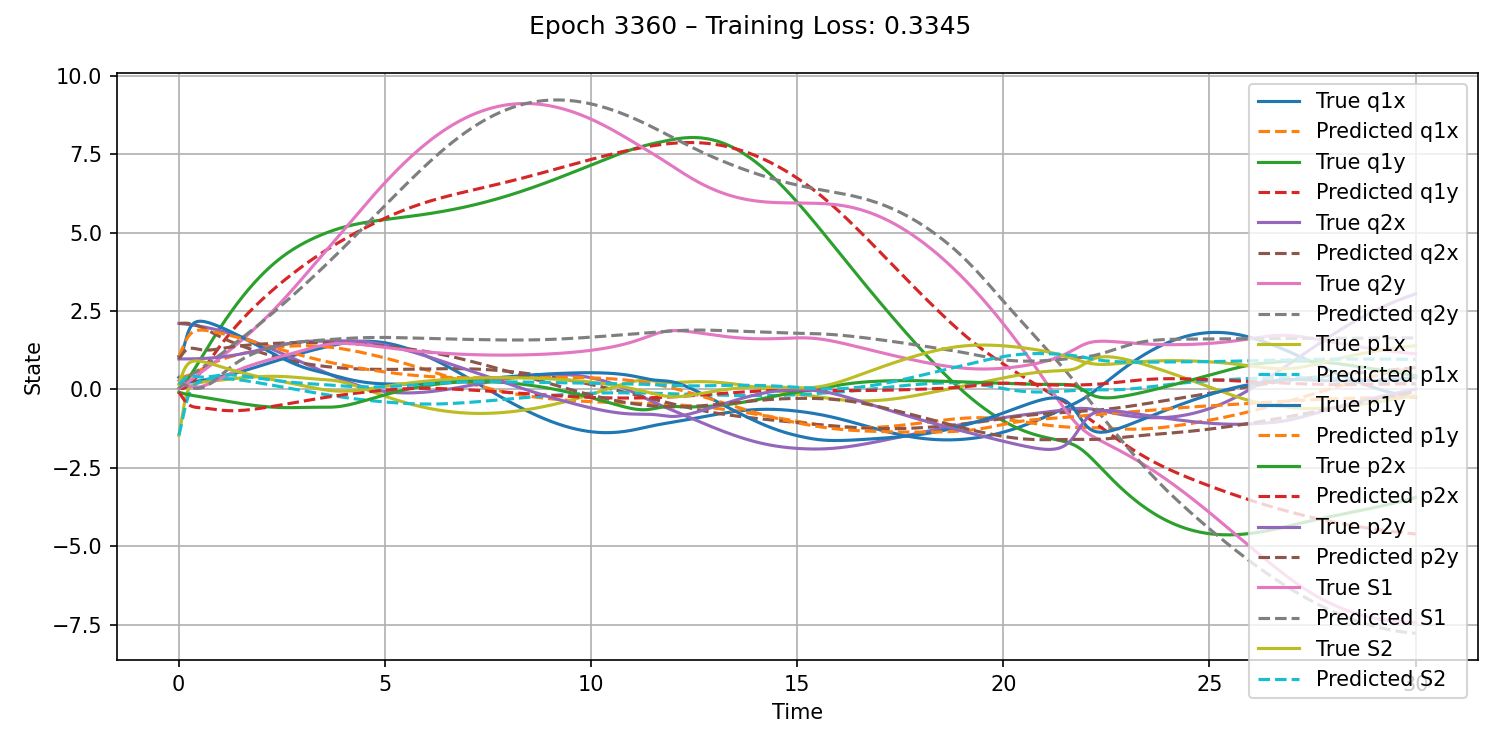 Epoch 3360 – Training Loss: 0.3345
10.0
7.5
5.0
2.5
0.0
−2.5
−5.0
−7.5
State
0
5
10
15
20
25
30
Time
True q1x
Predicted q1x
True q1y
Predicted q1y
True q2x
Predicted q2x
True q2y
Predicted q2y
True p1x
Predicted p1x
True p1y
Predicted p1y
True p2x
Predicted p2x
True p2y
Predicted p2y
True S1
Predicted S1
True S2
Predicted S2